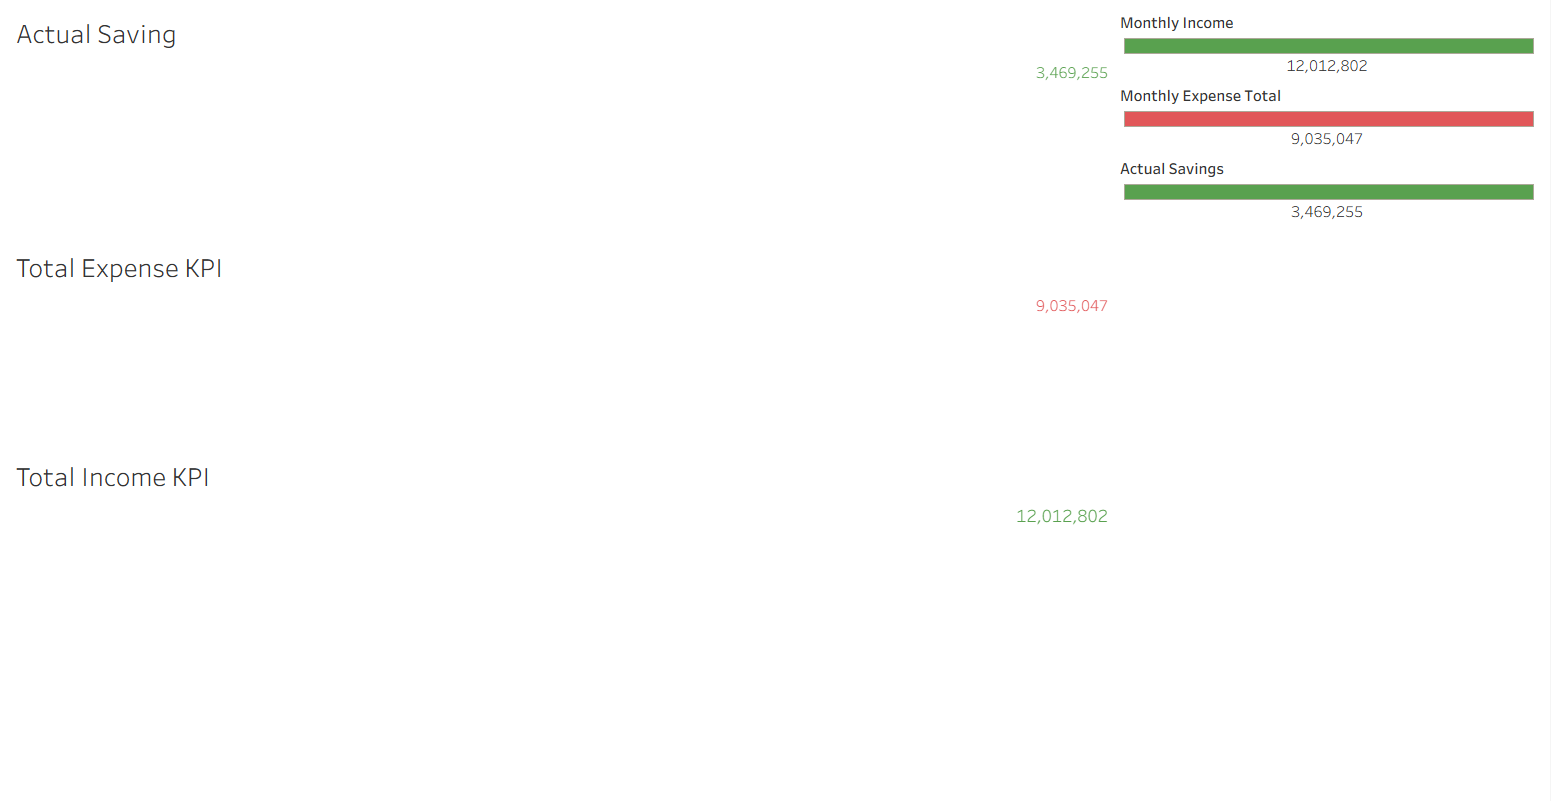 Actual Saving
3,469,255
Total Expense KPI
9,035,047
Total Income KPI
12,012,802
Monthly Income
12,012,802
Monthly Expense Total
9,035,047
Actual Savings
3,469,255